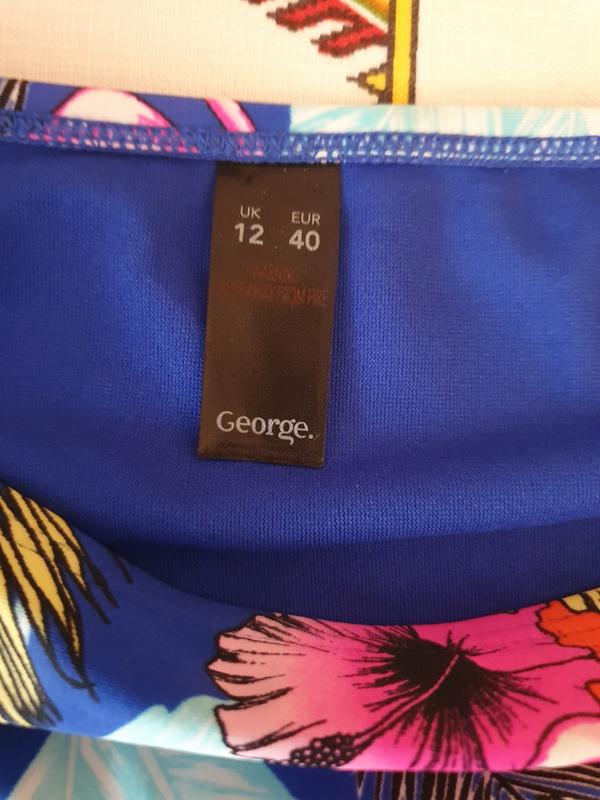 UK EUR
12 40
WARNING
KEEP AWAY FROM FIRE
George.